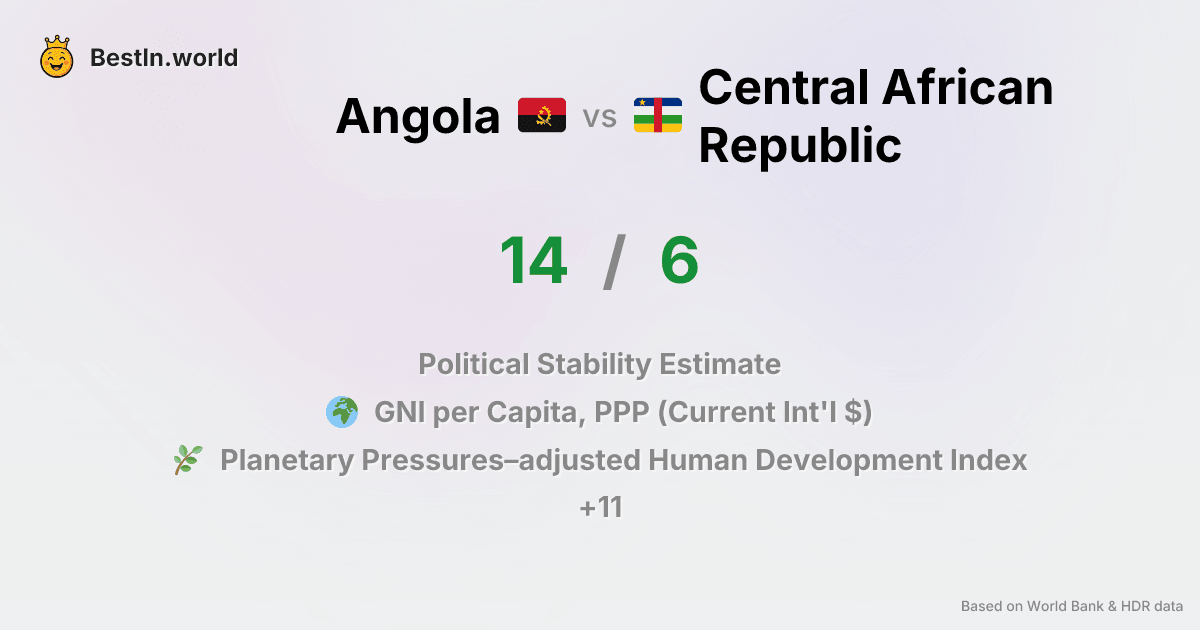 BestIn.world
Angola vs Central African
Republic
14 / 6
Political Stability Estimate
GNI per Capita, PPP (Current Int'l $)
Planetary Pressures–adjusted Human Development Index
+11
Based on World Bank & HDR data